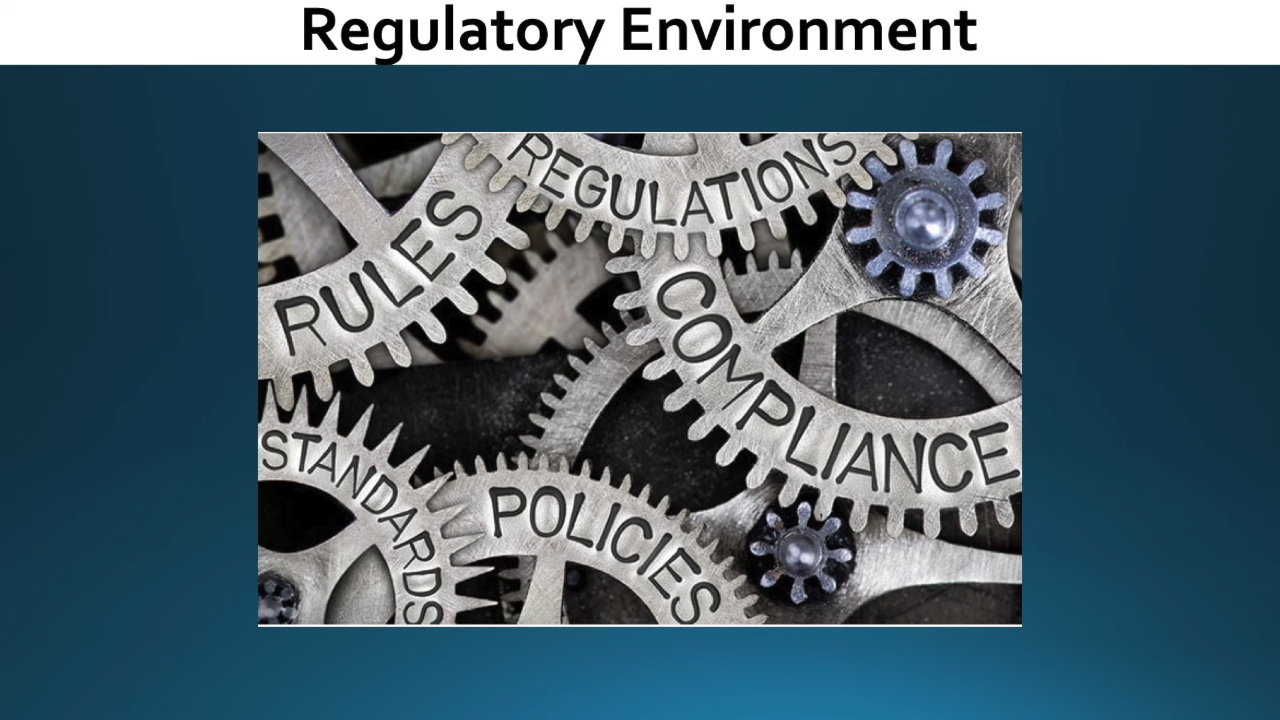 Regulatory Environment
REGULATIONS
RULES
COMPLIANCE
STANDARDS
POLICIES